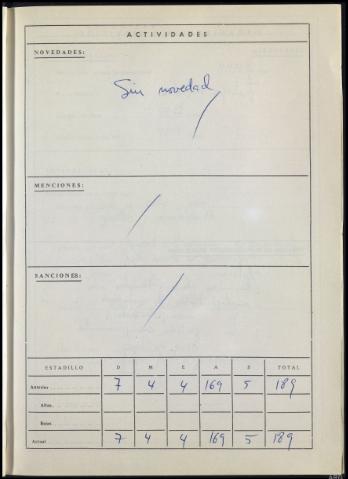 ACTIVIDADES
NOVEDADES:
Sin novedad
MENCIONES:
SANCIONES:
ESTADILLO D M E A S TOTAL
Anterior 7 4 4 169 5 189
Altas
Bajas
Actual 7 4 4 169 5 189